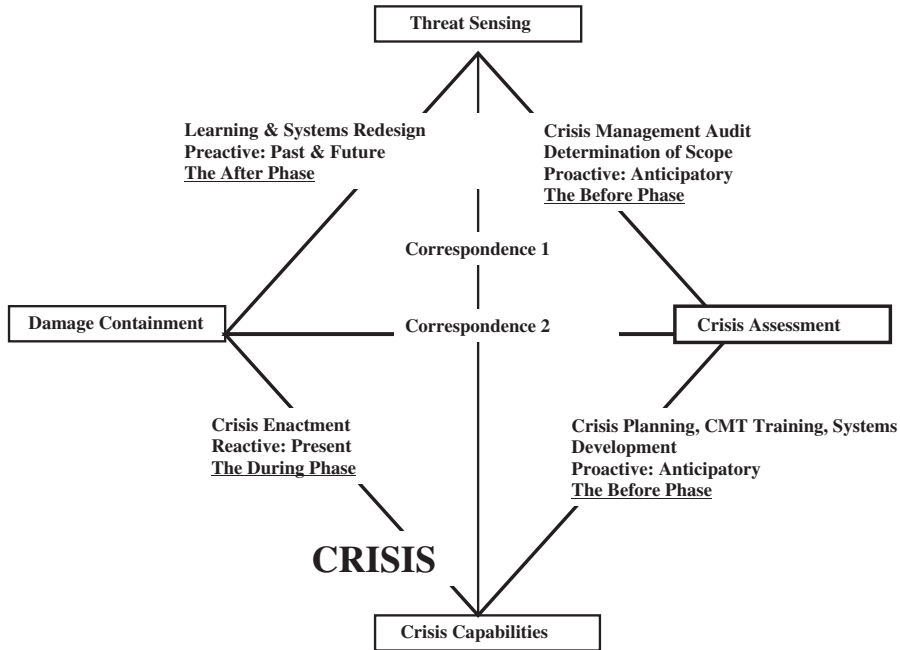 Threat Sensing
Learning & Systems Redesign
Preactive: Past & Future
The After Phase
Crisis Management Audit
Determination of Scope
Proactive: Anticipatory
The Before Phase
Correspondence 1
Damage Containment
Correspondence 2
Crisis Assessment
Crisis Enactment
Reactive: Present
The During Phase
Crisis Planning, CMT Training, Systems
Development
Proactive: Anticipatory
The Before Phase
CRISIS
Crisis Capabilities